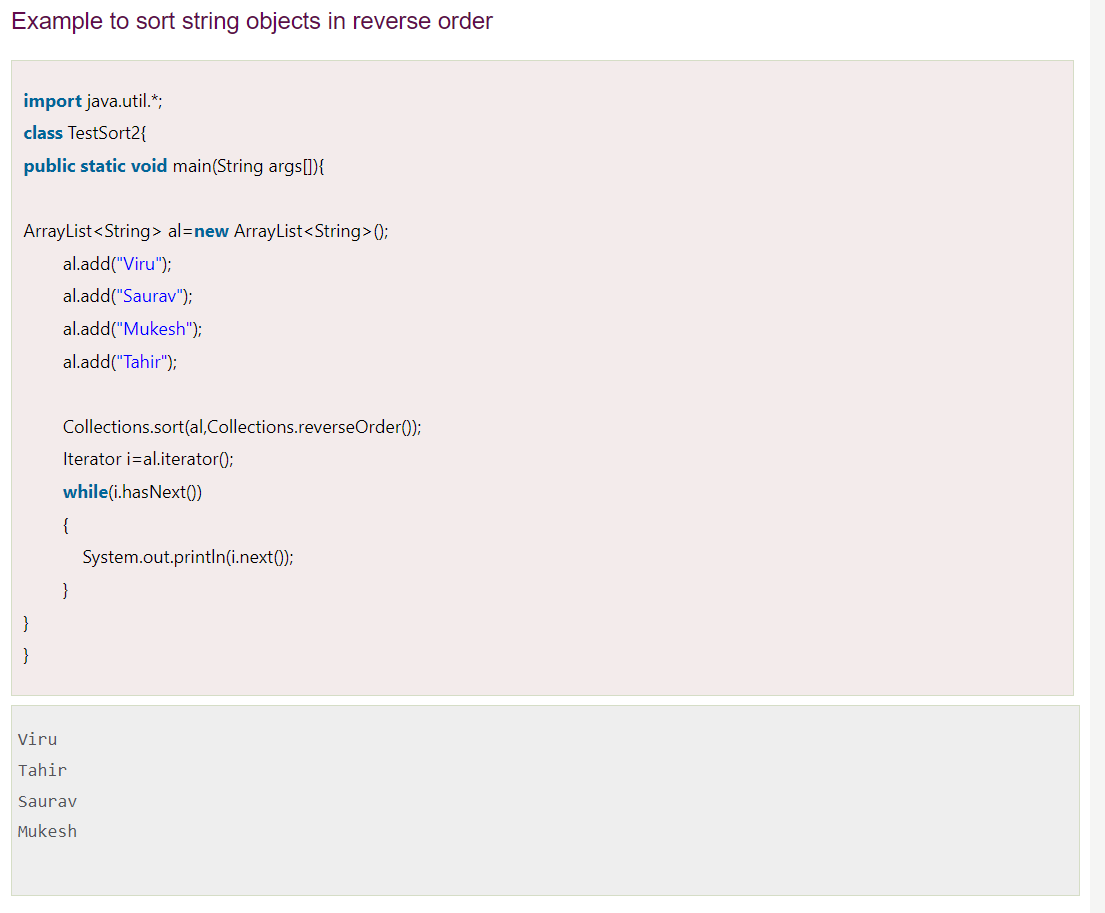 Example to sort string objects in reverse order
import java.util.*;
class TestSort2{
public static void main(String args[]){
ArrayList<String> al=new ArrayList<String>();
al.add("Viru");
al.add("Saurav");
al.add("Mukesh");
al.add("Tahir");
Collections.sort(al,Collections.reverseOrder());
Iterator i=al.iterator();
while(i.hasNext())
{
System.out.println(i.next());
}
}
}
Viru
Tahir
Saurav
Mukesh